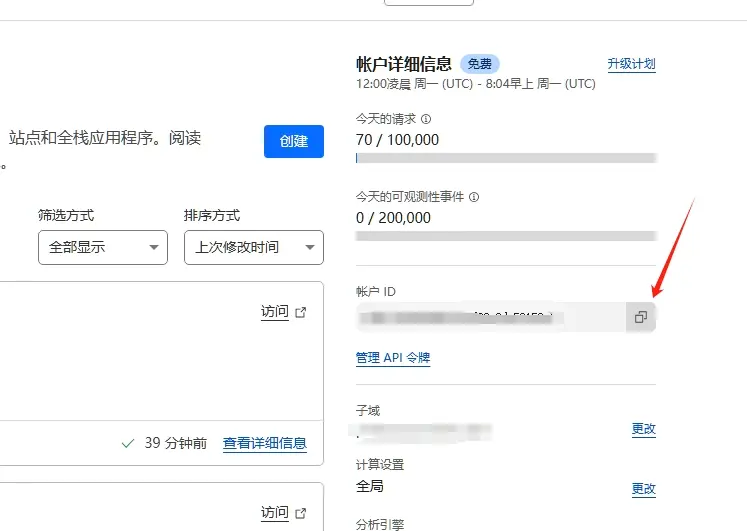 站点和全栈应用程序。阅读
。
创建
筛选方式
排序方式
全部显示
上次修改时间
访问
39 分钟前
查看详细信息
访问
帐户详细信息
免费
升级计划
12:00凌晨 周一 (UTC) - 8:04早上 周一 (UTC)
今天的请求
70 / 100,000
今天的可观测性事件
0 / 200,000
帐户 ID
管理 API 令牌
子域
更改
计算设置
全局
更改
分析引擎